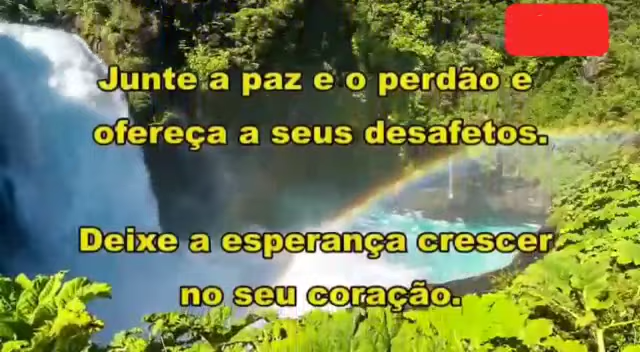 Junte a paz e o perdão e
ofereça a seus desafetos.
Deixe a esperança crescer
no seu coração.